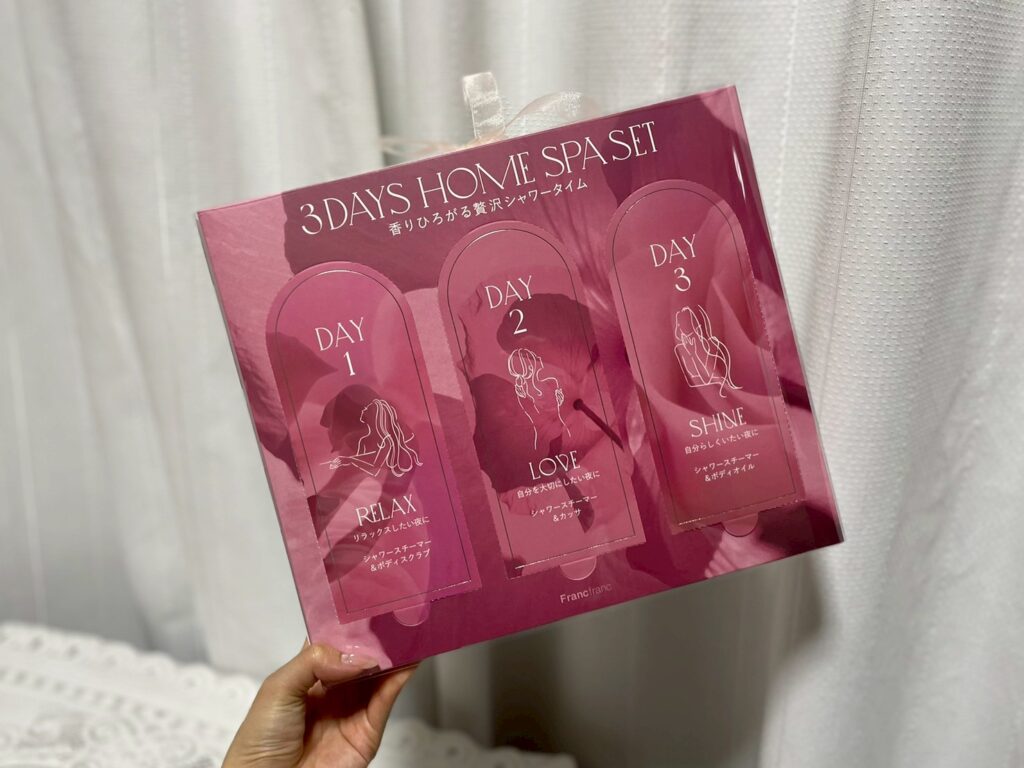 3DAYS HOME SPA SET
香りひろがる贅沢シャワータイム
DAY
1
RELAX
リラックスしたい夜に
シャワースチーマー
&ボディスクラブ
DAY
2
LOVE
自分を大切にしたい夜に
シャワースチーマー
&カッサ
DAY
3
SHINE
自分らしくいたい夜に
シャワースチーマー
&ボディオイル
Francfranc